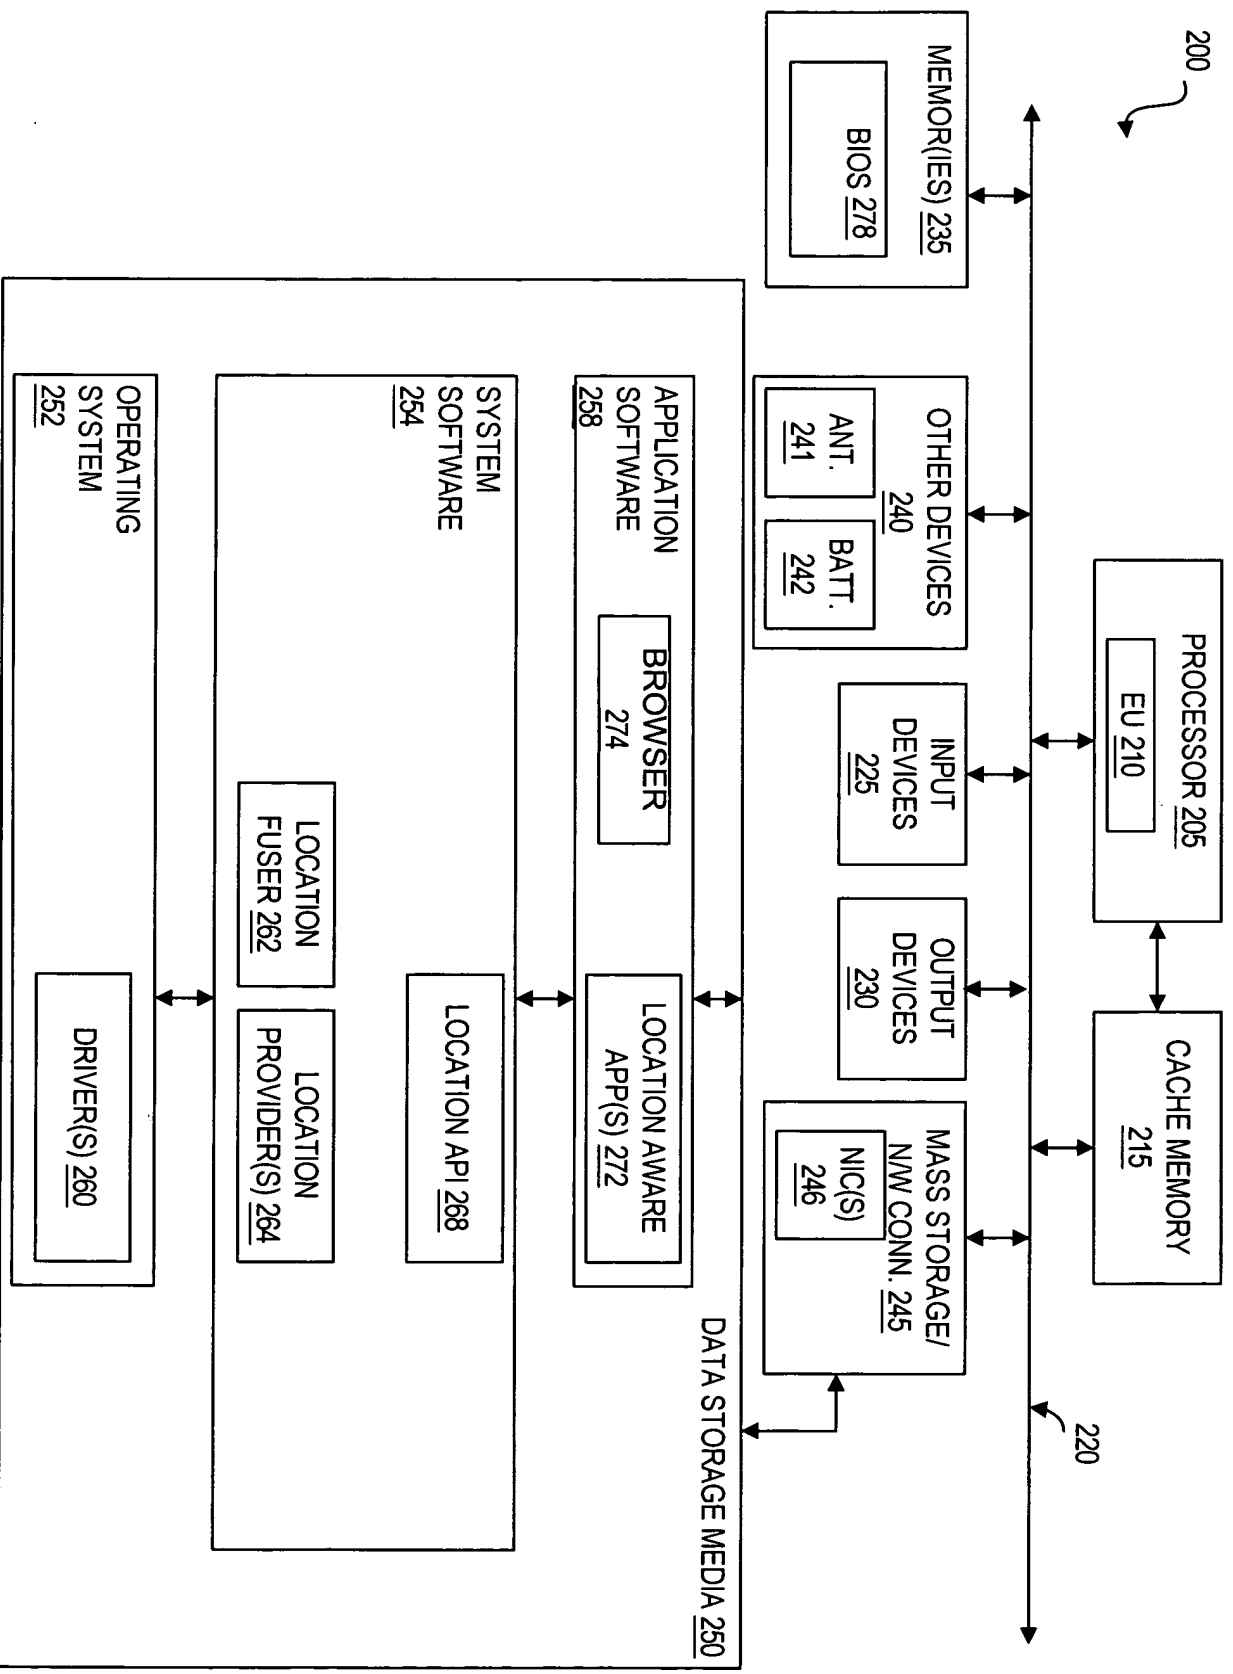 200
PROCESSOR 205
EU 210
CACHE MEMORY
215
220
MEMOR(IES) 235
BIOS 278
OTHER DEVICES
240
ANT.
241
BATT.
242
INPUT
DEVICES
225
OUTPUT
DEVICES
230
MASS STORAGE/
N/W CONN. 245
NIC(S)
246
DATA STORAGE MEDIA 250
APPLICATION
SOFTWARE
258
BROWSER
274
LOCATION AWARE
APP(S) 272
SYSTEM
SOFTWARE
254
LOCATION API 268
LOCATION
FUSER 262
LOCATION
PROVIDER(S) 264
OPERATING
SYSTEM
252
DRIVER(S) 260